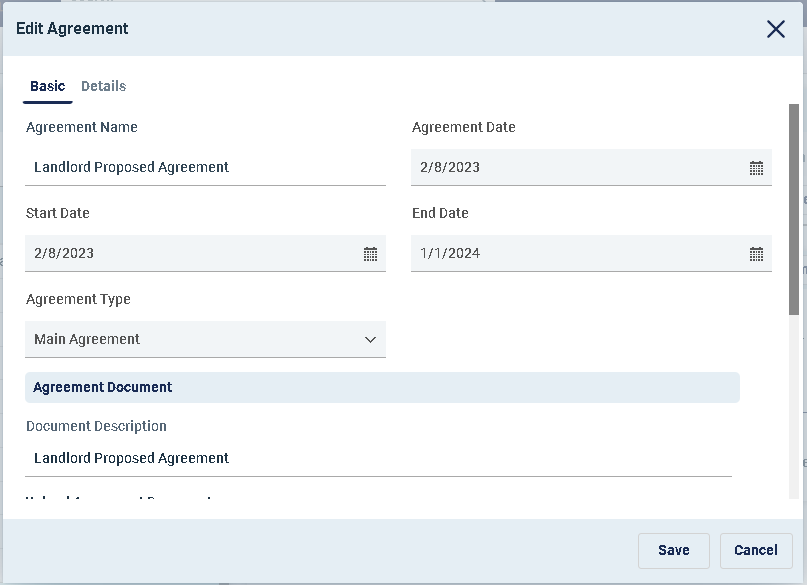 Edit Agreement
Basic Details
Agreement Name Agreement Date
Landlord Proposed Agreement 2/8/2023
Start Date End Date
2/8/2023 1/1/2024
Agreement Type
Main Agreement
Agreement Document
Document Description
Landlord Proposed Agreement
Save Cancel